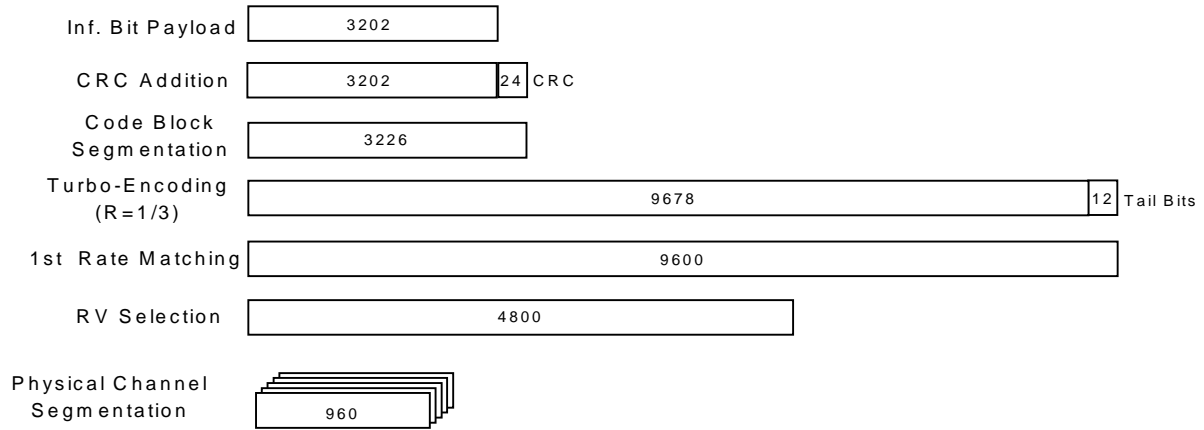 Inf. Bit Payload 3202
CRC Addition 3202 24 CRC
Code Block
Segmentation 3226
Turbo-Encoding
(R=1/3) 9678 12 Tail Bits
1st Rate Matching 9600
RV Selection 4800
Physical Channel
Segmentation 960